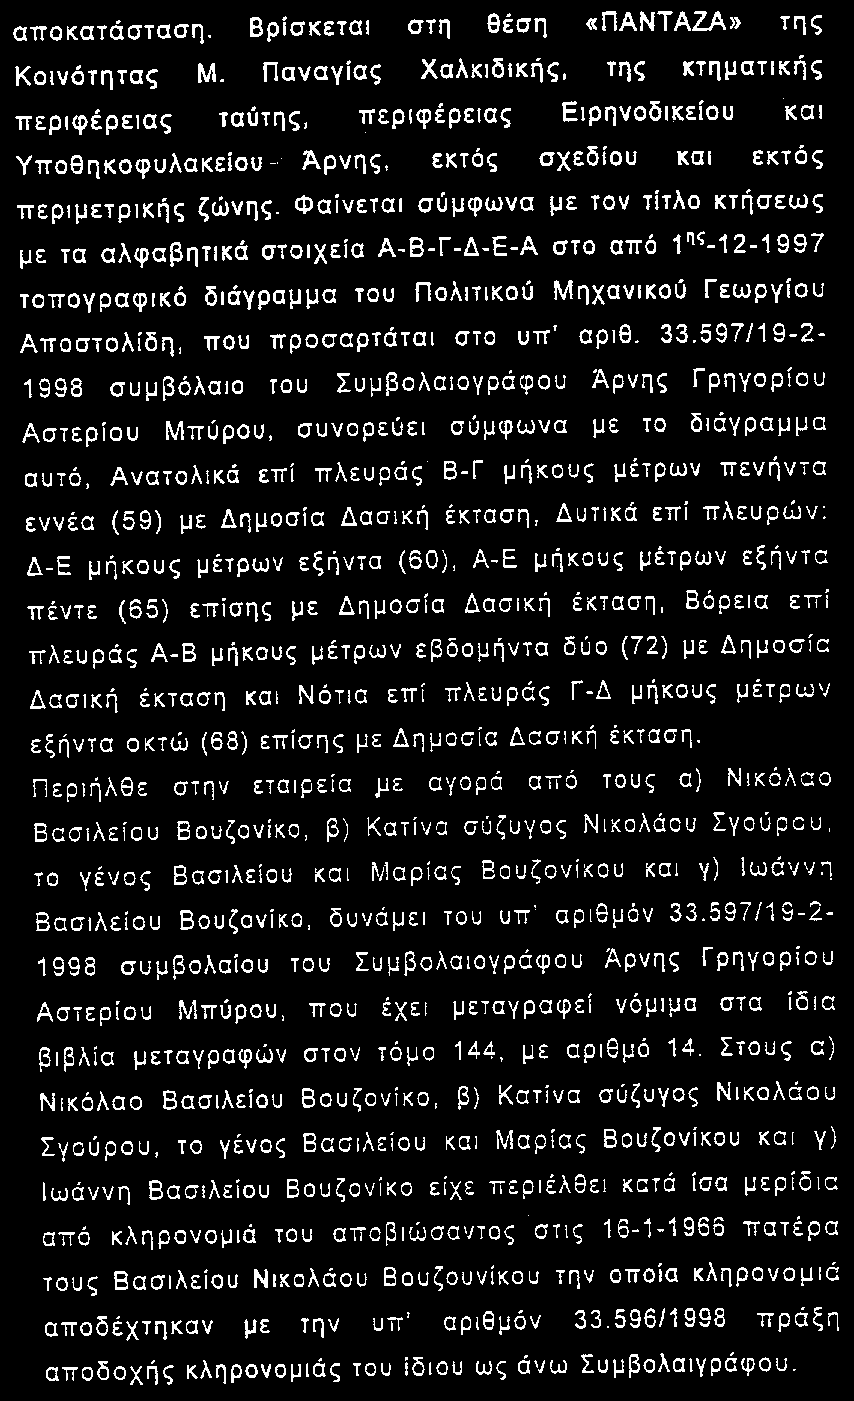 αποκατάσταση. Βρίσκεται στη θέση «ΠΑΝΤΑΖΑ» της
Κοινότητας Μ. Παναγίας Χαλκιδικής, της κτηματικής
περιφέρειας ταύτης, περιφέρειας Ειρηνοδικείου και
Υποθηκοφυλακείου- Άρνης, εκτός σχεδίου και εκτός
περιμετρικής ζώνης. Φαίνεται σύμφωνα με τον τίτλο κτήσεως
με τα αλφαβητικά στοιχεία Α-Β-Γ-Δ-Ε-Α στο από 1ης-12-1997
τοπογραφικό διάγραμμα του Πολιτικού Μηχανικού Γεωργίου
Αποστολίδη, που προσαρτάται στο υπ' αριθ. 33.597/19-2-
1998 συμβόλαιο του Συμβολαιογράφου Άρνης Γρηγορίου
Αστερίου Μπύρου, συνορεύει σύμφωνα με το διάγραμμα
αυτό, Ανατολικά επί πλευράς Β-Γ μήκους μέτρων πενήντα
εννέα (59) με Δημοσία Δασική έκταση, Δυτικά επί πλευρών:
Δ-Ε μήκους μέτρων εξήντα (60), Α-Ε μήκους μέτρων εξήντα
πέντε (65) επίσης με Δημοσία Δασική έκταση, Βόρεια επί
πλευράς Α-Β μήκους μέτρων εβδομήντα δύο (72) με Δημοσία
Δασική έκταση και Νότια επί πλευράς Γ-Δ μήκους μέτρων
εξήντα οκτώ (68) επίσης με Δημοσία Δασική έκταση.
Περιήλθε στην εταιρεία με αγορά από τους α) Νικόλαο
Βασιλείου Βουζονίκο, β) Κατίνα σύζυγος Νικολάου Σγούρου,
το γένος Βασιλείου και Μαρίας Βουζονίκου και γ) Ιωάννη
Βασιλείου Βουζονίκο, δυνάμει του υπ' αριθμόν 33.597/19-2-
1998 συμβολαίου του Συμβολαιογράφου Άρνης Γρηγορίου
Αστερίου Μπύρου, που έχει μεταγραφεί νόμιμα στα ίδια
βιβλία μεταγραφών στον τόμο 144, με αριθμό 14. Στους α)
Νικόλαο Βασιλείου Βουζονίκο, β) Κατίνα σύζυγος Νικολάου
Σγούρου, το γένος Βασιλείου και Μαρίας Βουζονίκου και γ)
Ιωάννη Βασιλείου Βουζονίκο είχε περιέλθει κατά ίσα μερίδια
από κληρονομιά του αποβιώσαντος στις 16-1-1966 πατέρα
τους Βασιλείου Νικολάου Βουζουνίκου την οποία κληρονομιά
αποδέχτηκαν με την υπ' αριθμόν 33.596/1998 πράξη
αποδοχής κληρονομιάς του ίδιου ως άνω Συμβολαιγράφου.